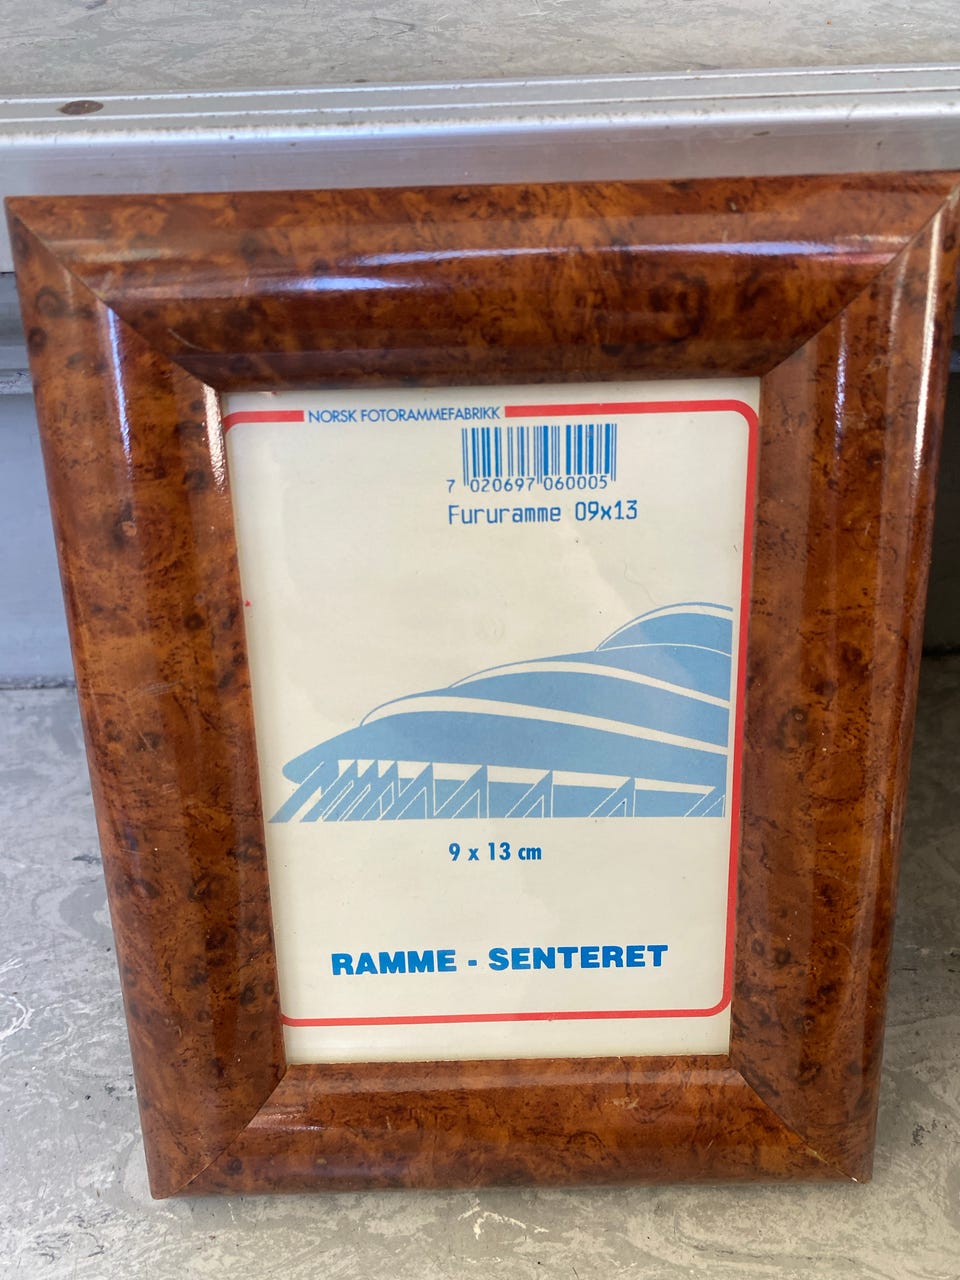 NORSK FOTORAMMEFABRIKK
7 020697 060005
Fururamme 09x13
9 x 13 cm
RAMME - SENTERET